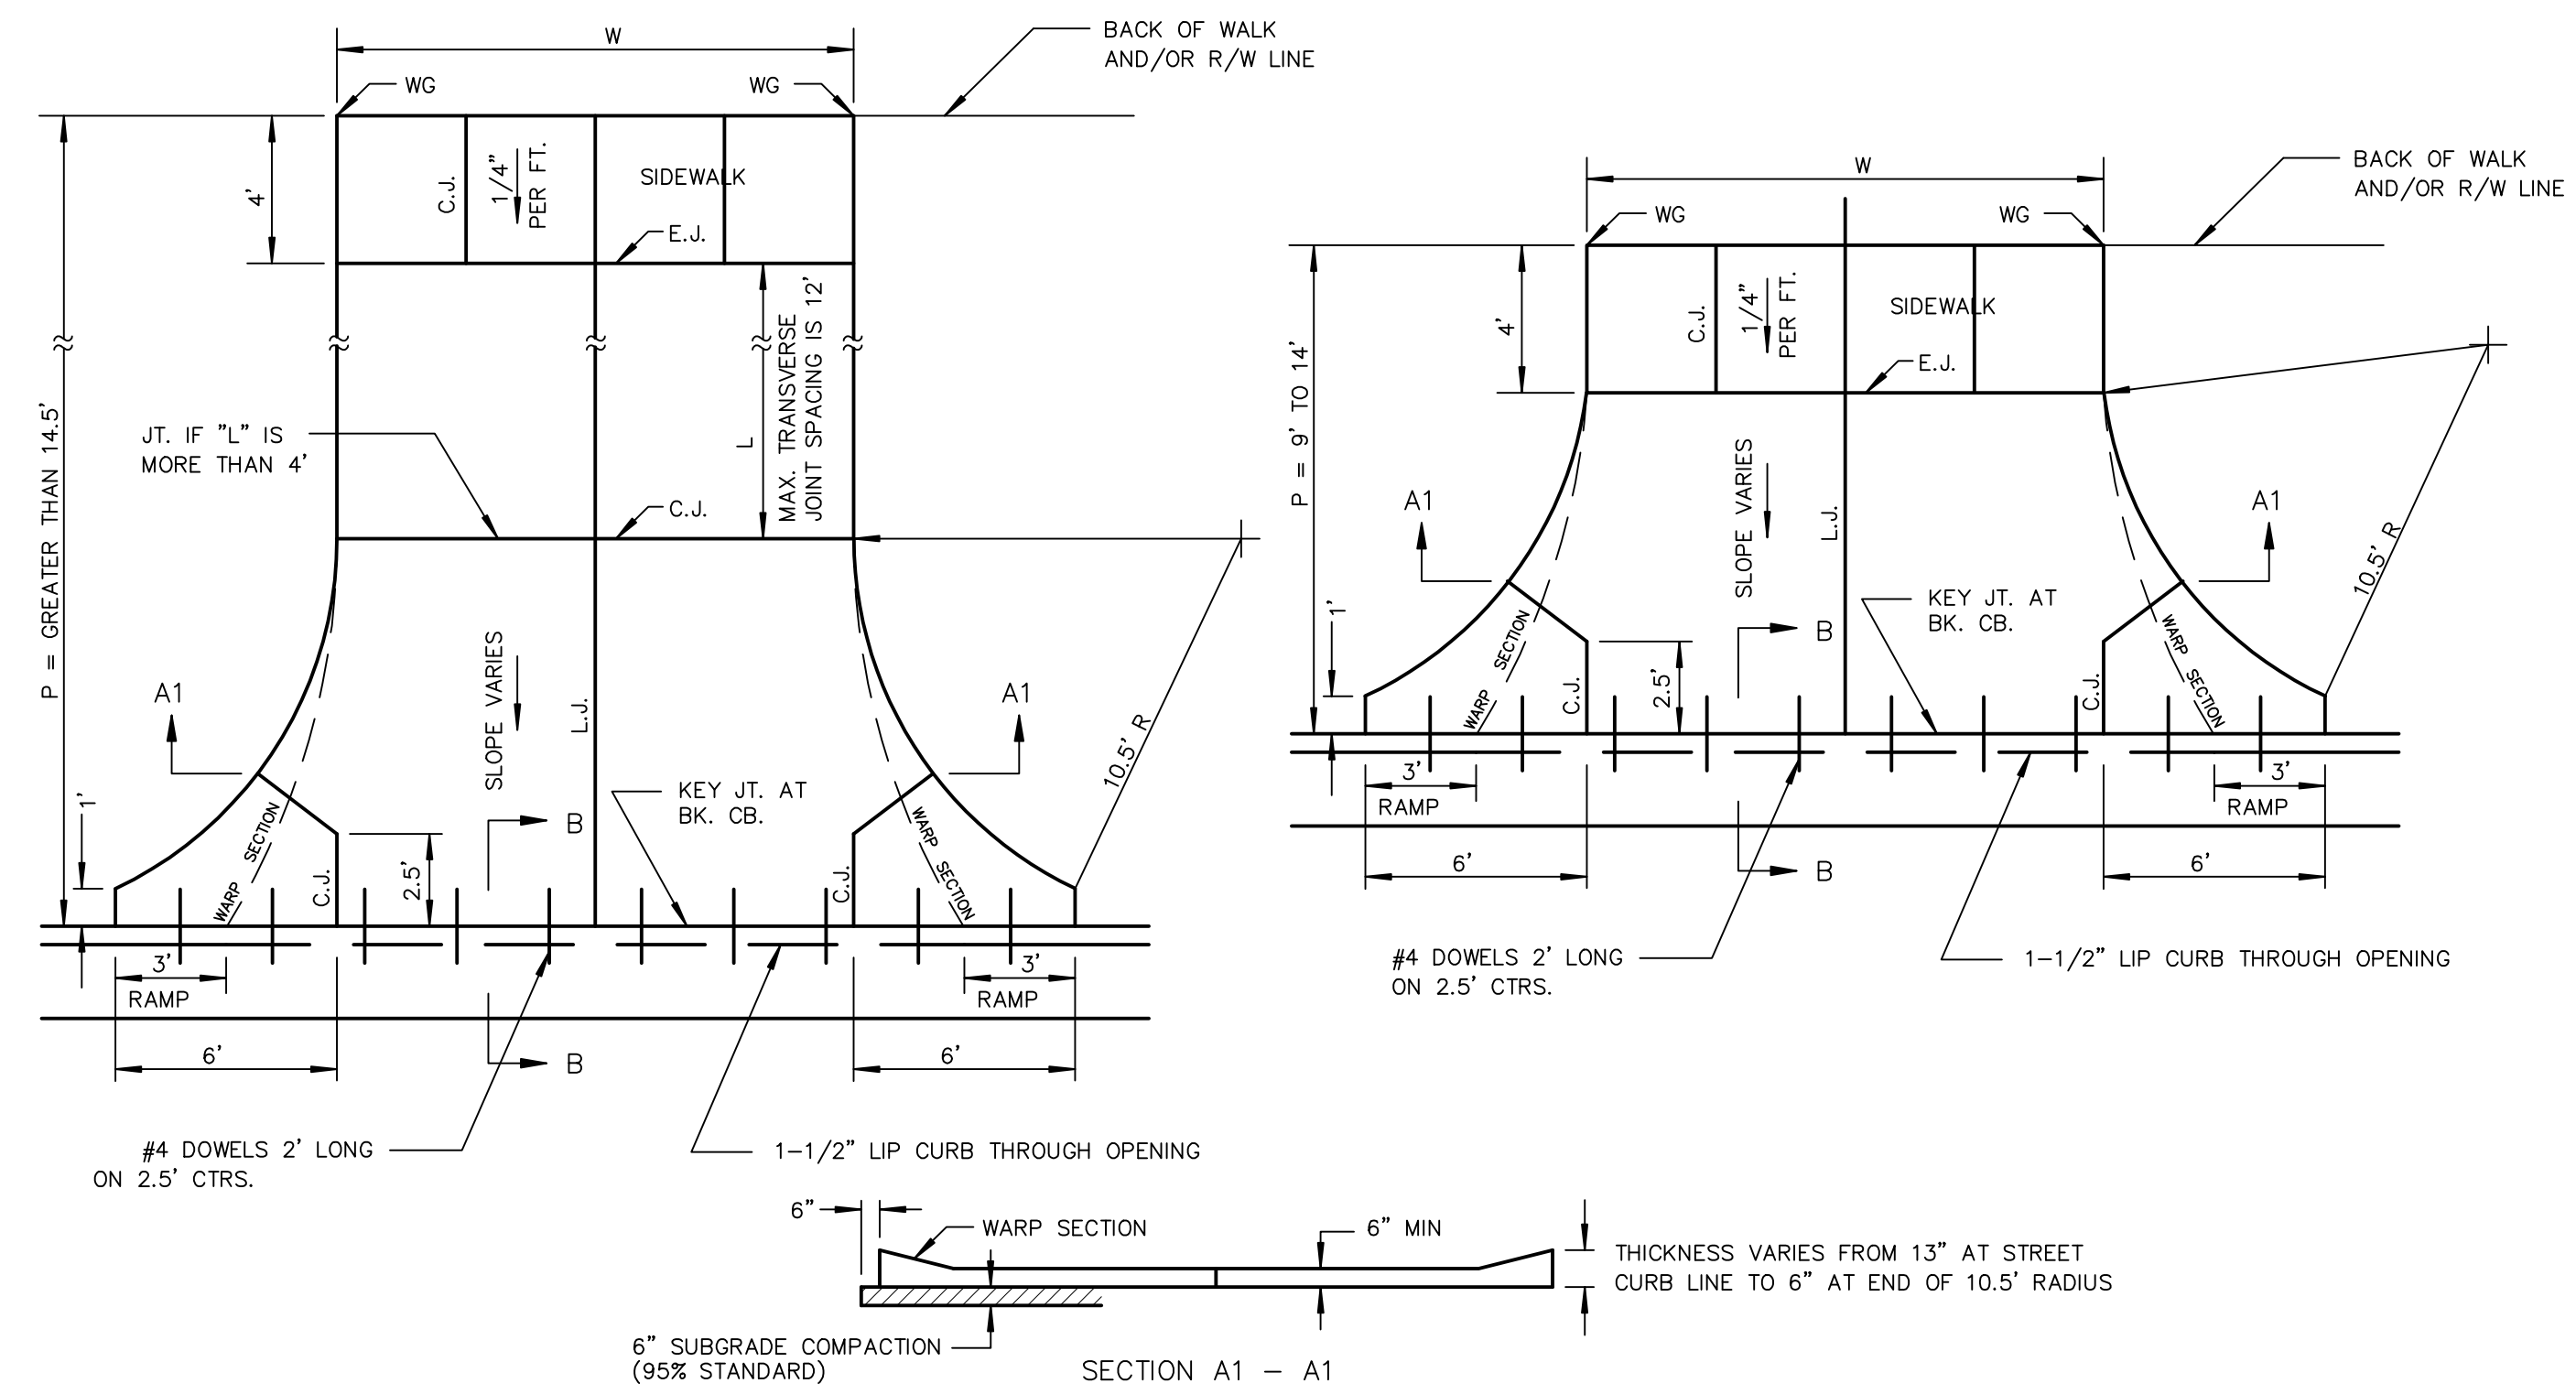 W
BACK OF WALK
AND/OR R/W LINE
WG
WG
4'
C.J.
1/4"
PER FT.
SIDEWALK
E.J.
P = GREATER THAN 14.5'
JT. IF "L" IS
MORE THAN 4'
L
MAX. TRANSVERSE
JOINT SPACING IS 12'
C.J.
A1
A1
SLOPE VARIES
L.J.
10.5' R
1'
WARP SECTION
C.J.
2.5'
B
KEY JT. AT
BK. CB.
C.J.
WARP SECTION
3'
RAMP
3'
RAMP
6'
B
6'
#4 DOWELS 2' LONG
ON 2.5' CTRS.
1-1/2" LIP CURB THROUGH OPENING
W
BACK OF WALK
AND/OR R/W LINE
WG
WG
4'
C.J.
1/4"
PER FT.
SIDEWALK
E.J.
P = 9' TO 14'
A1
A1
SLOPE VARIES
L.J.
10.5' R
1'
WARP SECTION
C.J.
2.5'
B
KEY JT. AT
BK. CB.
C.J.
WARP SECTION
3'
RAMP
3'
RAMP
6'
B
6'
#4 DOWELS 2' LONG
ON 2.5' CTRS.
1-1/2" LIP CURB THROUGH OPENING
6"
WARP SECTION
6" MIN
THICKNESS VARIES FROM 13" AT STREET
CURB LINE TO 6" AT END OF 10.5' RADIUS
6" SUBGRADE COMPACTION
(95% STANDARD)
SECTION A1 - A1